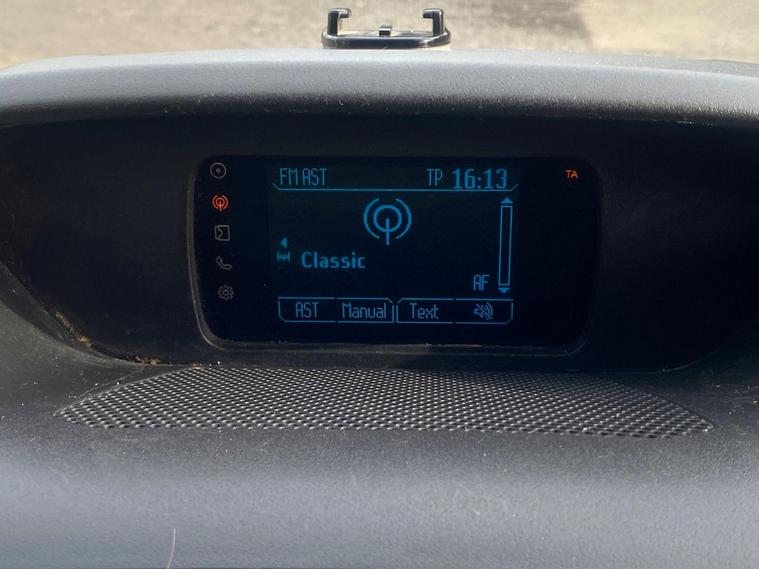 FM AST TP 16:13 TA
Classic
AF
AST Manual Text